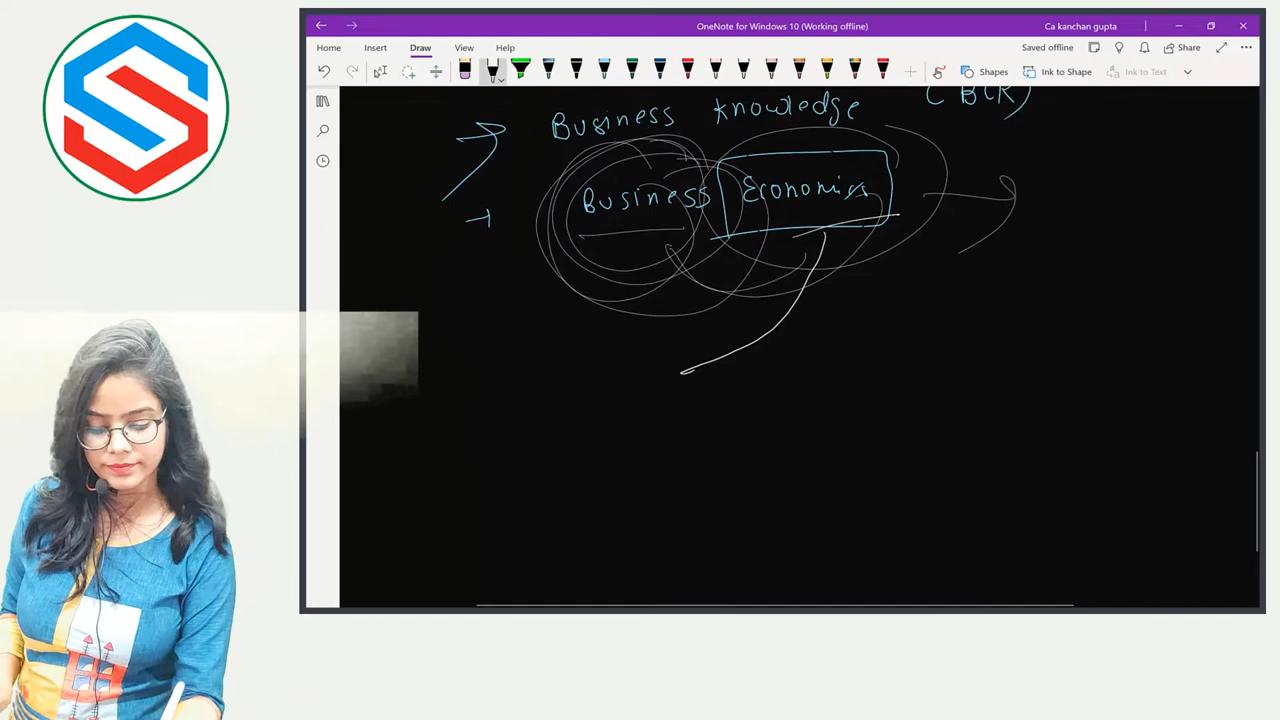 OneNote for Windows 10 (Working offline)
Ca kanchan gupta
Home Insert Draw View Help
Saved offline
Share
Shapes
Ink to Shape
Ink to Text
Business Knowledge
(BCK)
Business Economics